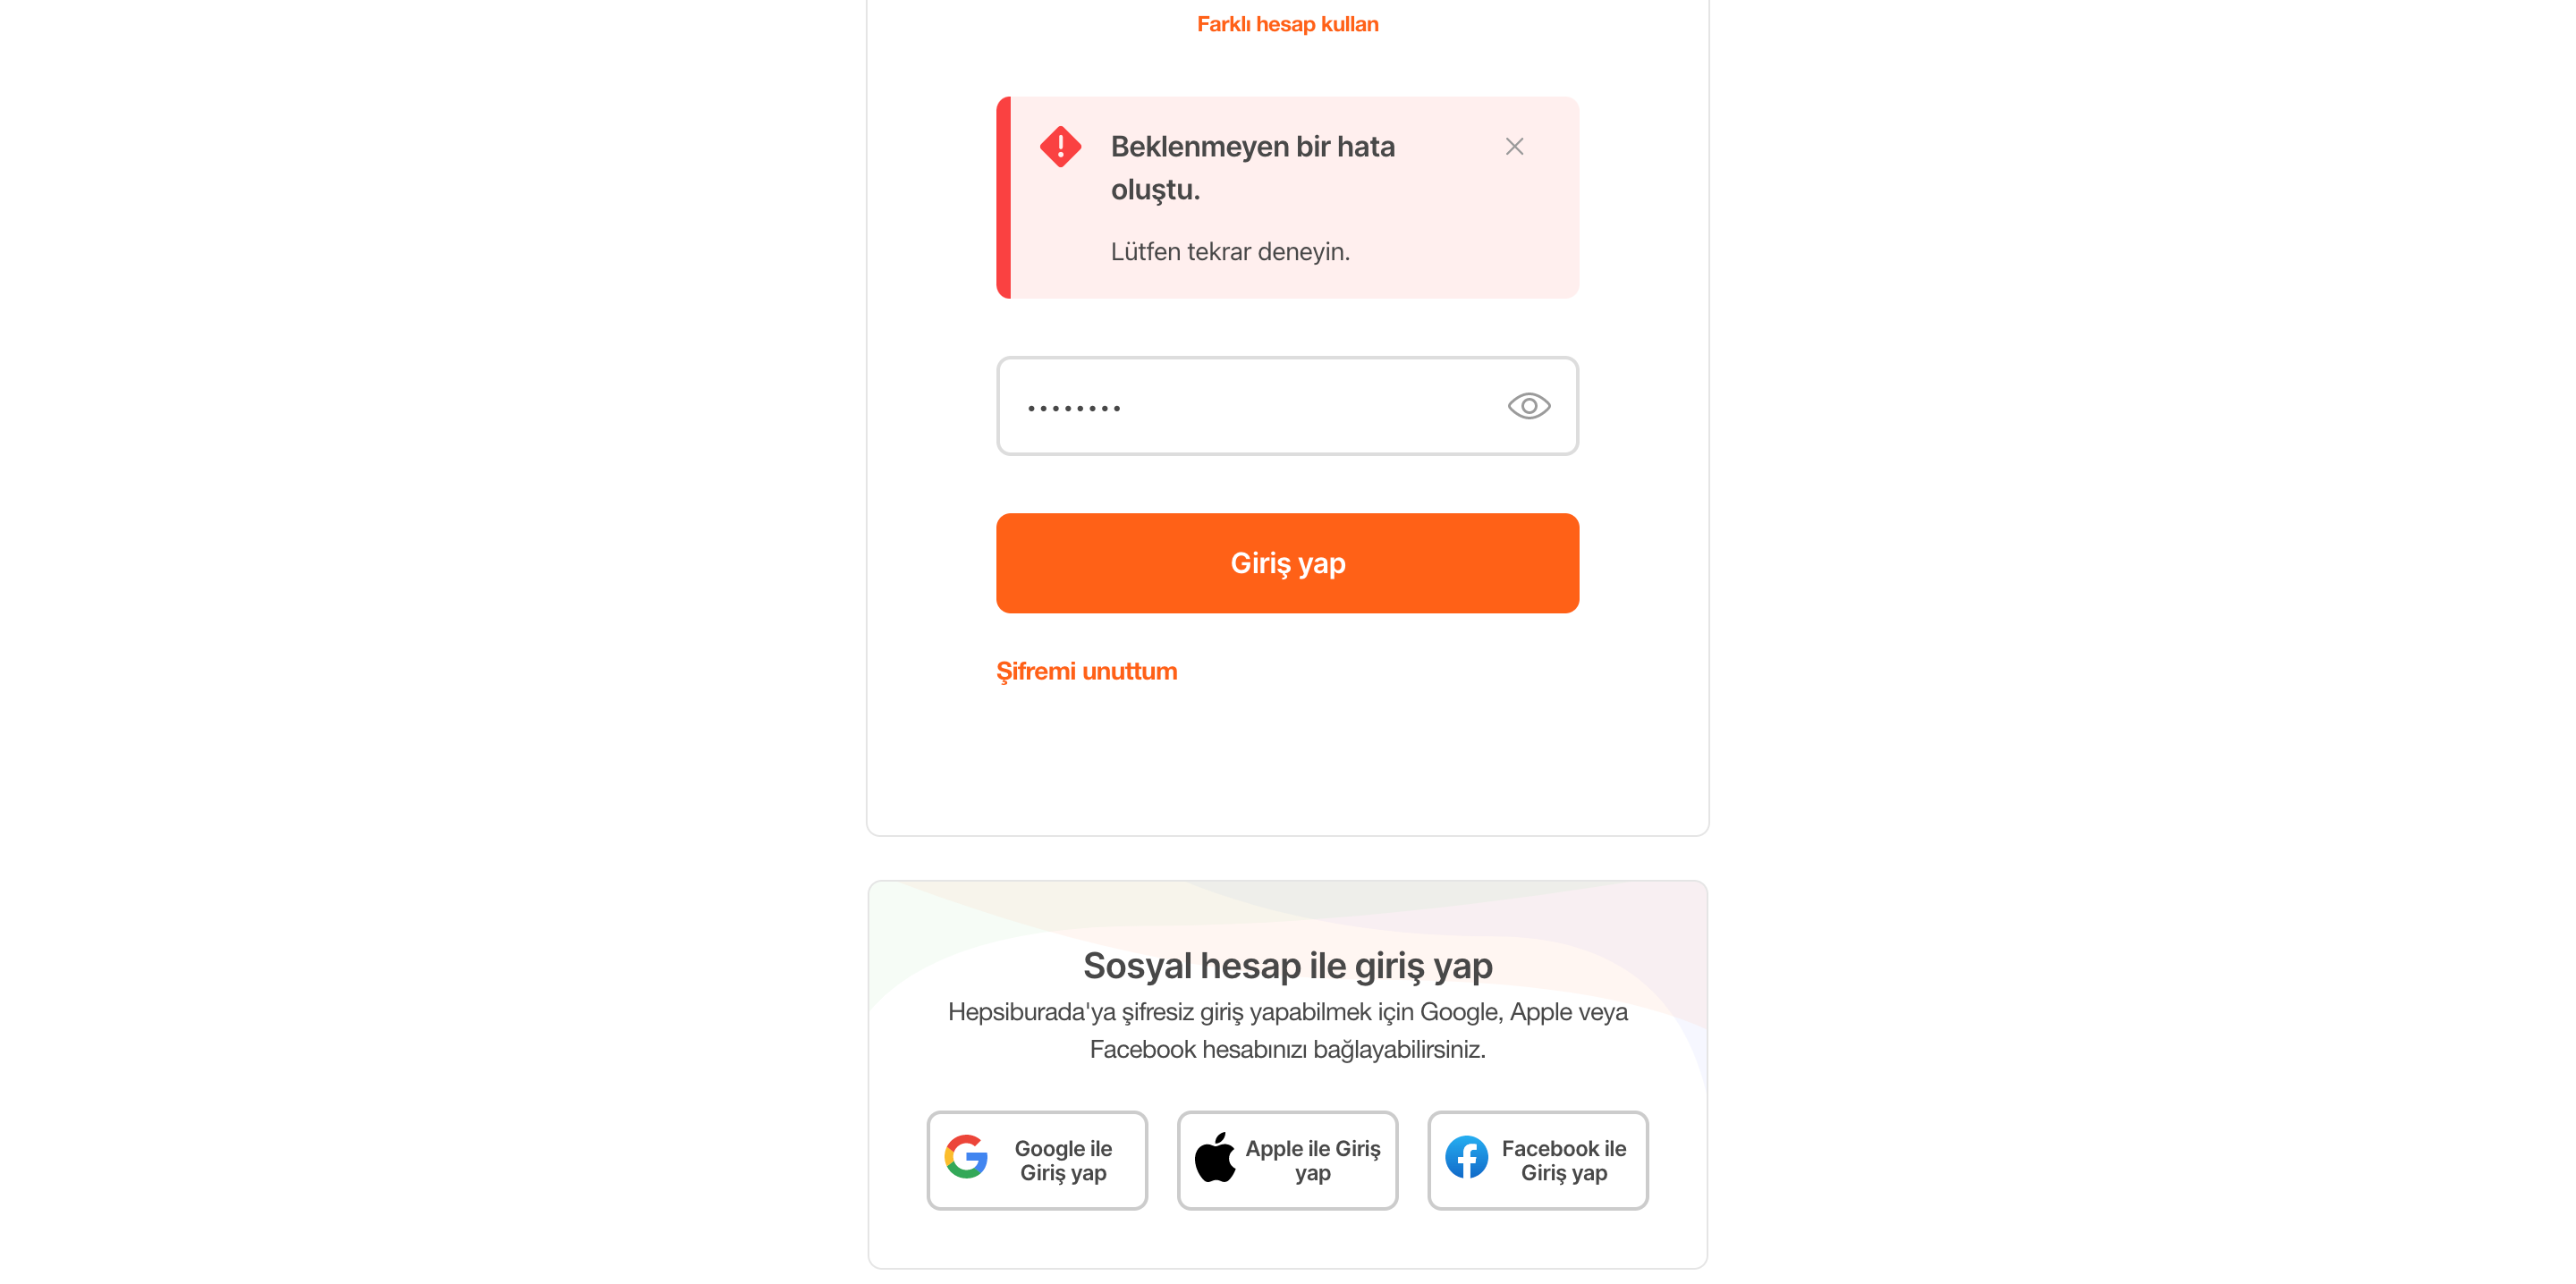 Farklı hesap kullan
Beklenmeyen bir hata
oluştu.
Lütfen tekrar deneyin.
Giriş yap
Şifremi unuttum
Sosyal hesap ile giriş yap
Hepsiburada'ya şifresiz giriş yapabilmek için Google, Apple veya
Facebook hesabınızı bağlayabilirsiniz.
Google ile
Giriş yap
Apple ile Giriş
yap
Facebook ile
Giriş yap